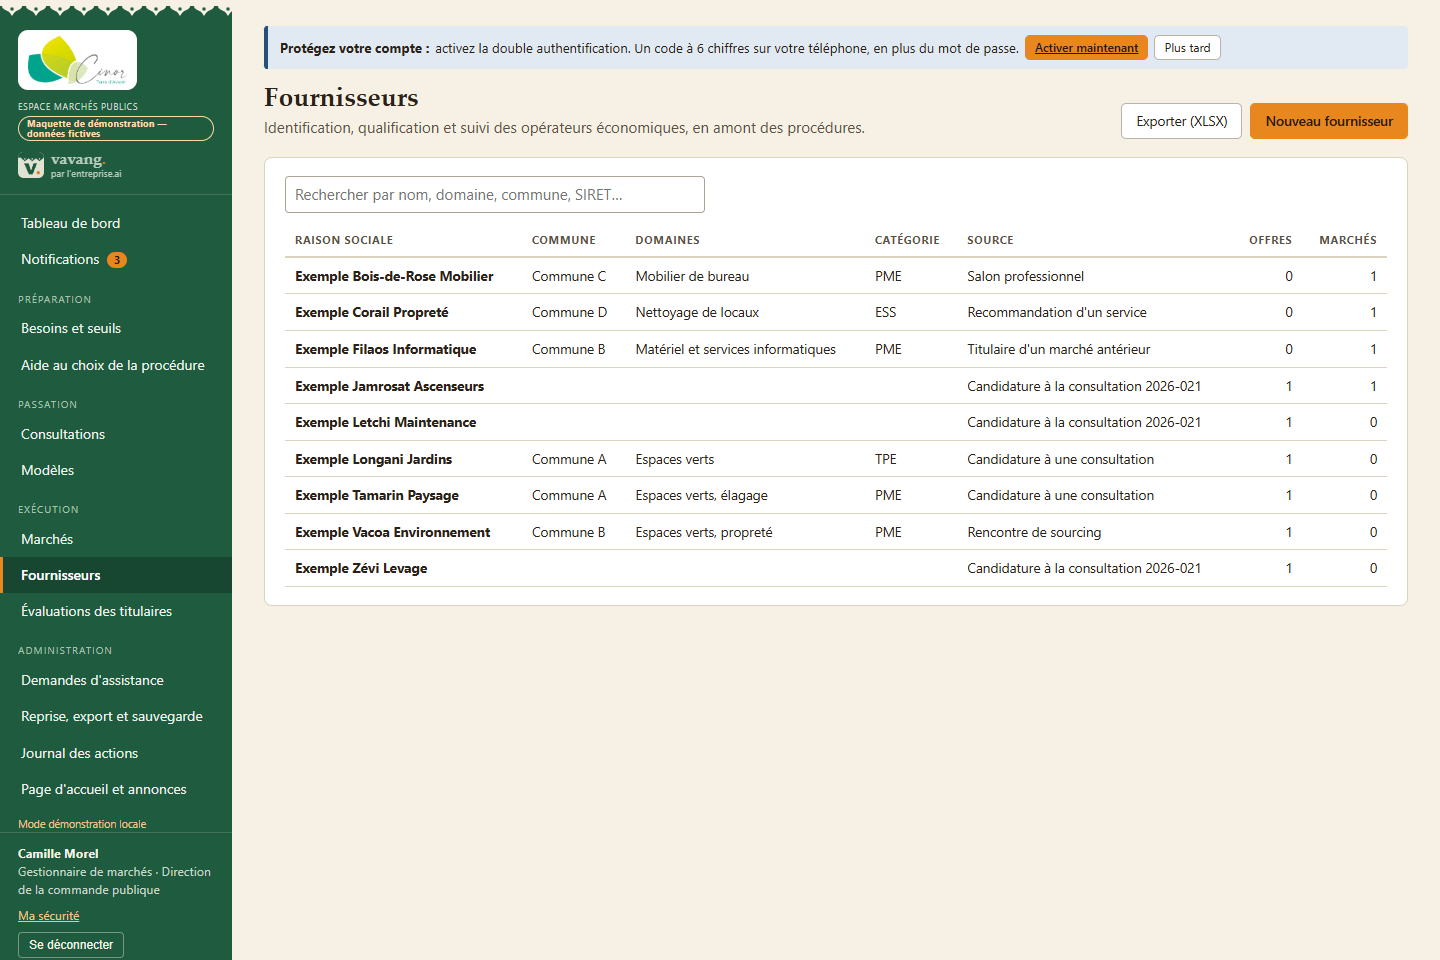 Cinor
Terre d'Avenir
ESPACE MARCHÉS PUBLICS
Maquette de démonstration —
données fictives
v.
vavang.
par l'entreprise.ai
Tableau de bord
Notifications 3
PRÉPARATION
Besoins et seuils
Aide au choix de la procédure
PASSATION
Consultations
Modèles
EXÉCUTION
Marchés
Fournisseurs
Évaluations des titulaires
ADMINISTRATION
Demandes d'assistance
Reprise, export et sauvegarde
Journal des actions
Page d'accueil et annonces
Mode démonstration locale
Camille Morel
Gestionnaire de marchés · Direction
de la commande publique
Ma sécurité
Se déconnecter
Protégez votre compte : activez la double authentification. Un code à 6 chiffres sur votre téléphone, en plus du mot de passe. Activer maintenant Plus tard
Fournisseurs
Identification, qualification et suivi des opérateurs économiques, en amont des procédures.
Exporter (XLSX) Nouveau fournisseur
Rechercher par nom, domaine, commune, SIRET...
RAISON SOCIALE COMMUNE DOMAINES CATÉGORIE SOURCE OFFRES MARCHÉS
Exemple Bois-de-Rose Mobilier Commune C Mobilier de bureau PME Salon professionnel 0 1
Exemple Corail Propreté Commune D Nettoyage de locaux ESS Recommandation d'un service 0 1
Exemple Filaos Informatique Commune B Matériel et services informatiques PME Titulaire d'un marché antérieur 0 1
Exemple Jamrosat Ascenseurs Candidature à la consultation 2026-021 1 1
Exemple Letchi Maintenance Candidature à la consultation 2026-021 1 0
Exemple Longani Jardins Commune A Espaces verts TPE Candidature à une consultation 1 0
Exemple Tamarin Paysage Commune A Espaces verts, élagage PME Candidature à une consultation 1 0
Exemple Vacoa Environnement Commune B Espaces verts, propreté PME Rencontre de sourcing 1 0
Exemple Zévi Levage Candidature à la consultation 2026-021 1 0